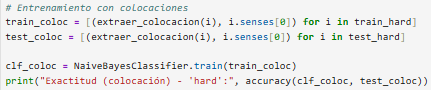 # Entrenamiento con colocaciones
train_coloc = [(extraer_colocacion(i), i.senses[0]) for i in train_hard]
test_coloc = [(extraer_colocacion(i), i.senses[0]) for i in test_hard]

clf_coloc = NaiveBayesClassifier.train(train_coloc)
print("Exactitud (colocación) - 'hard':", accuracy(clf_coloc, test_coloc))